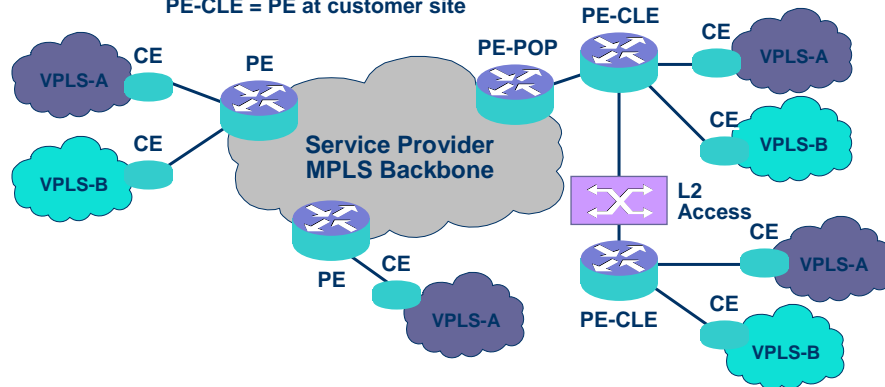 PE-CLE = PE at customer site
PE-CLE
CE
CE
PE
PE-POP
VPLS-A
VPLS-A
CE
CE
Service Provider
MPLS Backbone
VPLS-B
VPLS-B
L2
Access
CE
PE
CE
VPLS-A
CE
PE-CLE
VPLS-A
VPLS-B